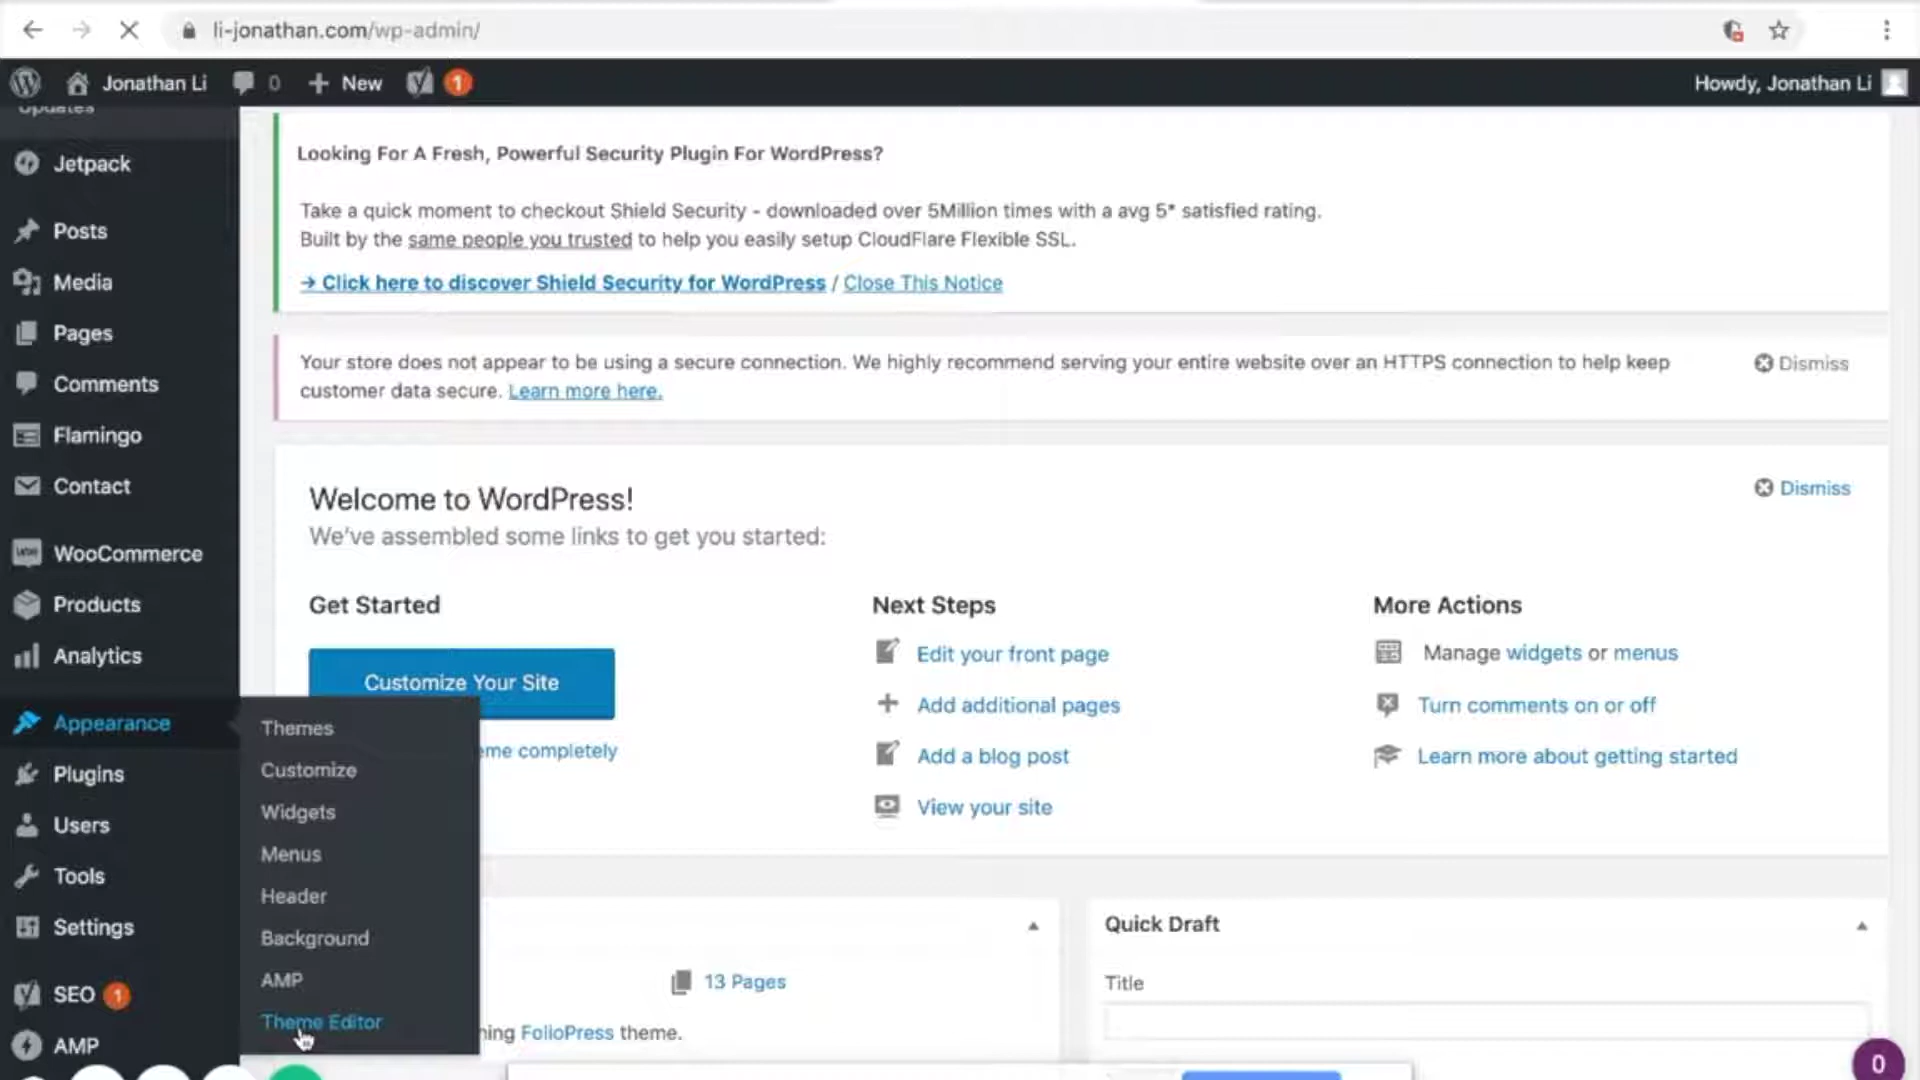 li-jonathan.com/wp-admin/
Jonathan Li
0
New
1
Howdy, Jonathan Li
Updates
Jetpack
Posts
Media
Pages
Comments
Flamingo
Contact
WooCommerce
Products
Analytics
Appearance
Plugins
Users
Tools
Settings
SEO 1
AMP
Themes
Customize
Widgets
Menus
Header
Background
AMP
Theme Editor
Looking For A Fresh, Powerful Security Plugin For WordPress?
Take a quick moment to checkout Shield Security - downloaded over 5Million times with a avg 5* satisfied rating.
Built by the same people you trusted to help you easily setup CloudFlare Flexible SSL.
→ Click here to discover Shield Security for WordPress / Close This Notice
Your store does not appear to be using a secure connection. We highly recommend serving your entire website over an HTTPS connection to help keep
customer data secure. Learn more here.
Dismiss
Welcome to WordPress!
We've assembled some links to get you started:
Dismiss
Get Started
Customize Your Site
completely
Next Steps
Edit your front page
Add additional pages
Add a blog post
View your site
More Actions
Manage widgets or menus
Turn comments on or off
Learn more about getting started
13 Pages
FolioPress theme.
Quick Draft
Title
0